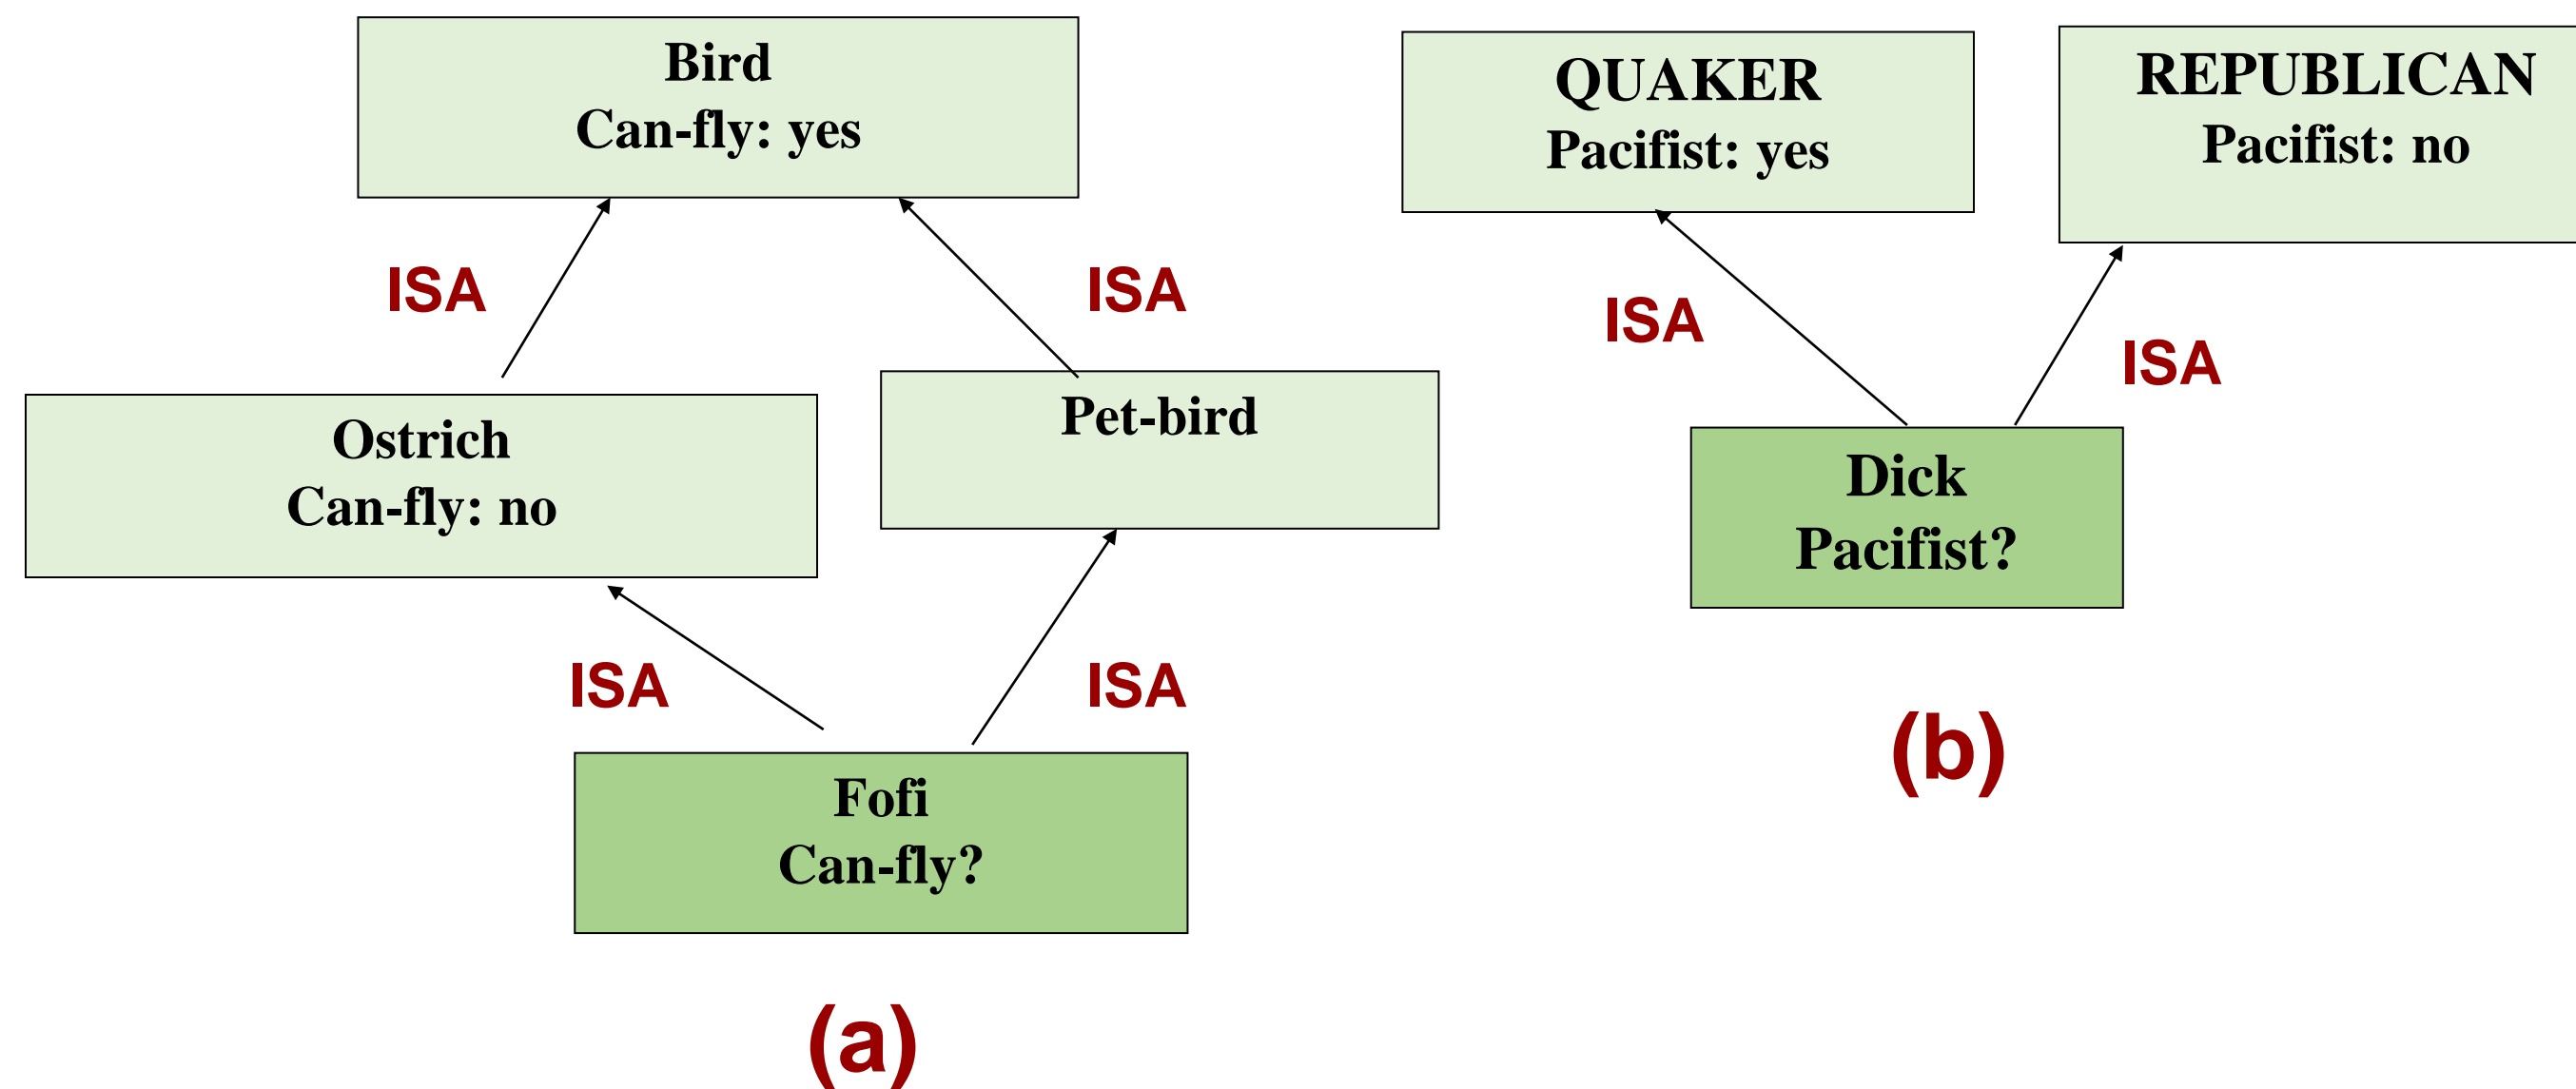 Bird
Can-fly: yes
ISA
ISA
Ostrich
Can-fly: no
Pet-bird
ISA
ISA
Fofi
Can-fly?
(a)
QUAKER
Pacifist: yes
REPUBLICAN
Pacifist: no
ISA
ISA
Dick
Pacifist?
(b)